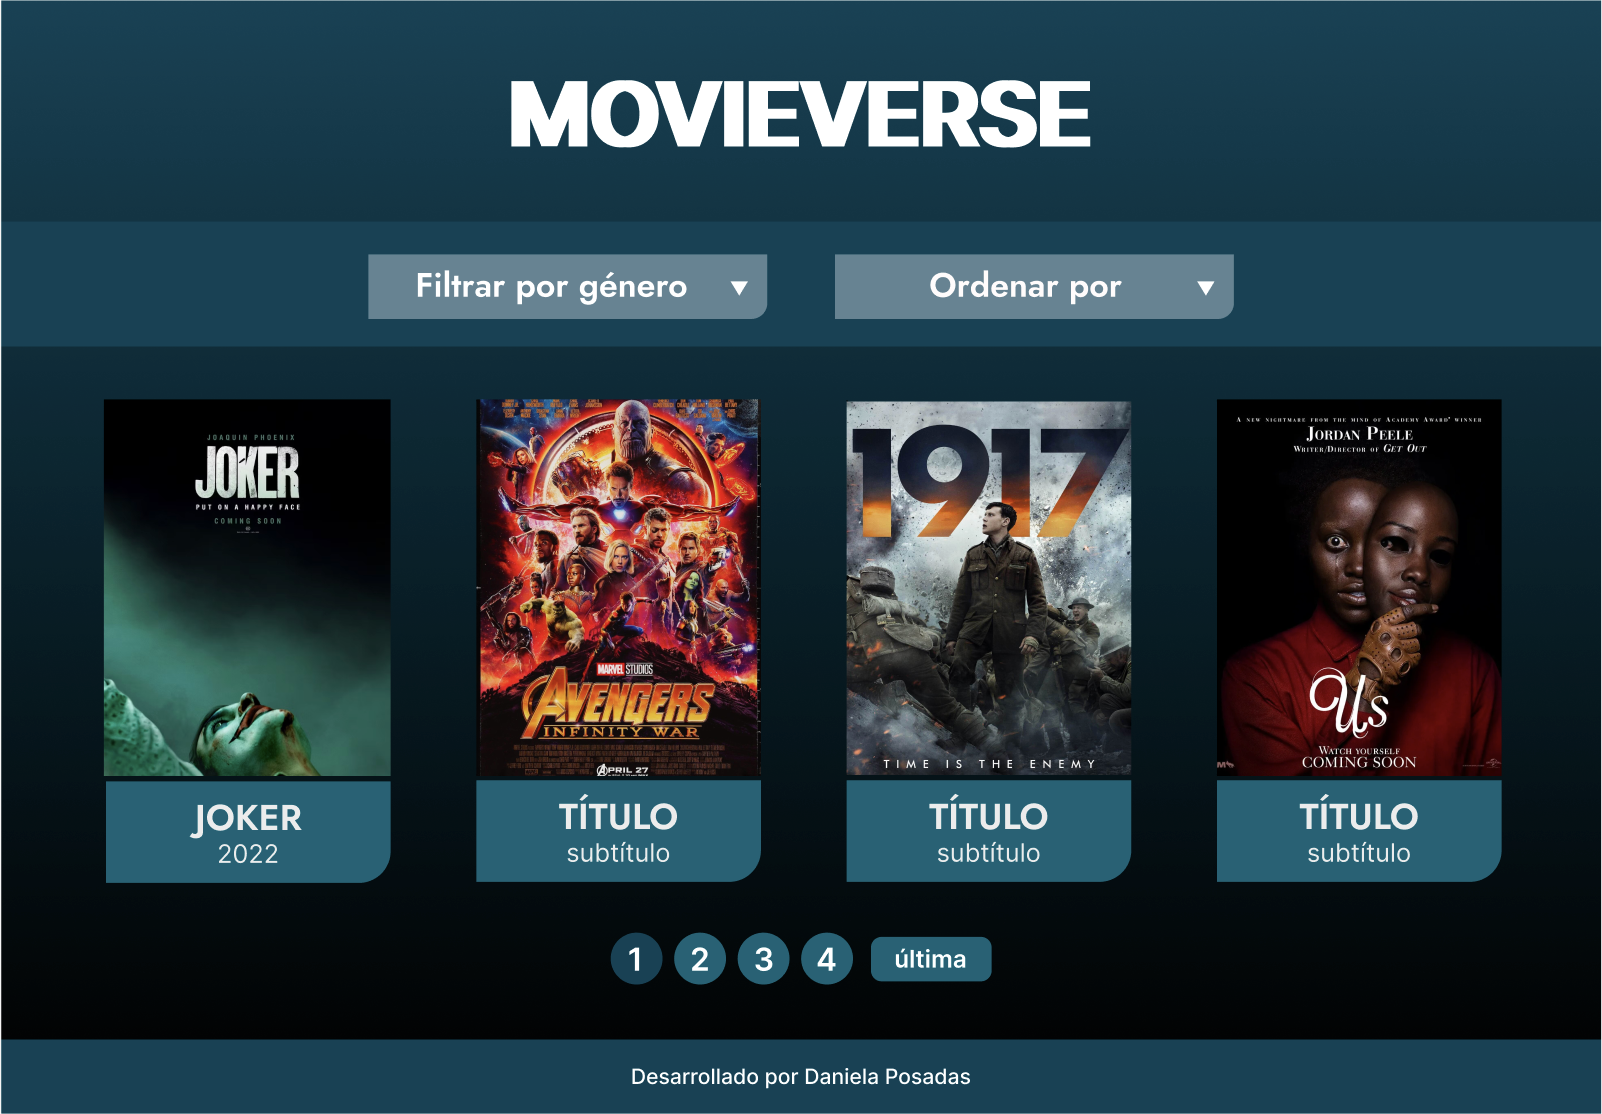 MOVIEVERSE
Filtrar por género ▼
Ordenar por ▼
JOAQUIN PHOENIX
JOKER
PUT ON A HAPPY FACE
COMING SOON
JOKER
2022
MARVEL STUDIOS
AVENGERS
INFINITY WAR
APRIL 27
TÍTULO
subtítulo
1917
TIME IS THE ENEMY
TÍTULO
subtítulo
A NEW NIGHTMARE FROM THE MIND OF ACADEMY AWARD® WINNER
JORDAN PEELE
WRITER/DIRECTOR OF GET OUT
Us
WATCH YOURSELF
COMING SOON
TÍTULO
subtítulo
1 2 3 4 última
Desarrollado por Daniela Posadas